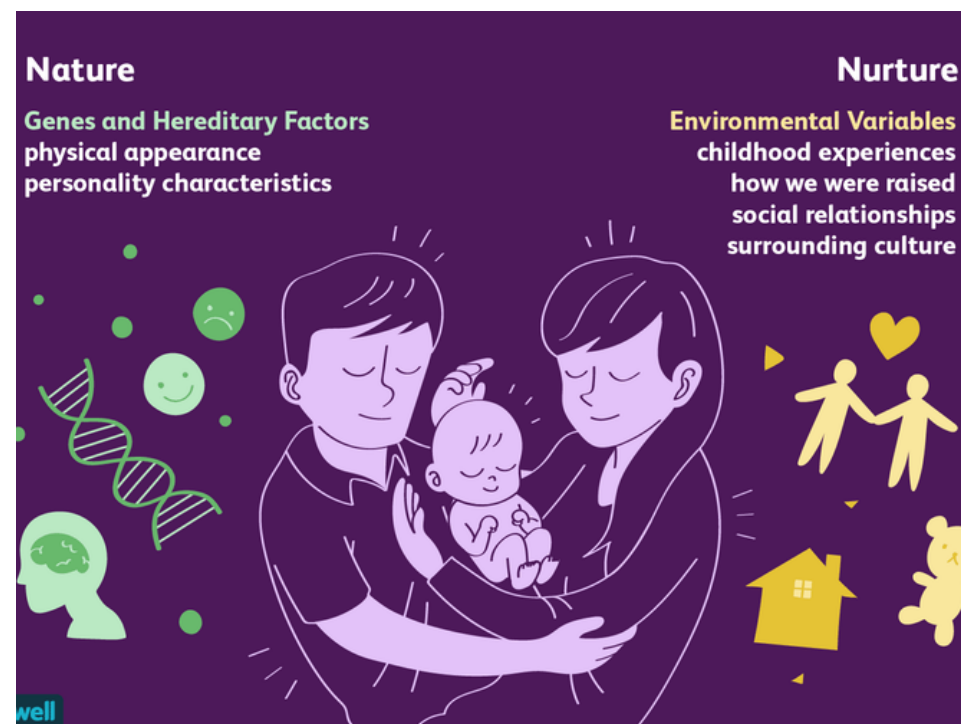 Nature
Genes and Hereditary Factors
physical appearance
personality characteristics
Nurture
Environmental Variables
childhood experiences
how we were raised
social relationships
surrounding culture
well